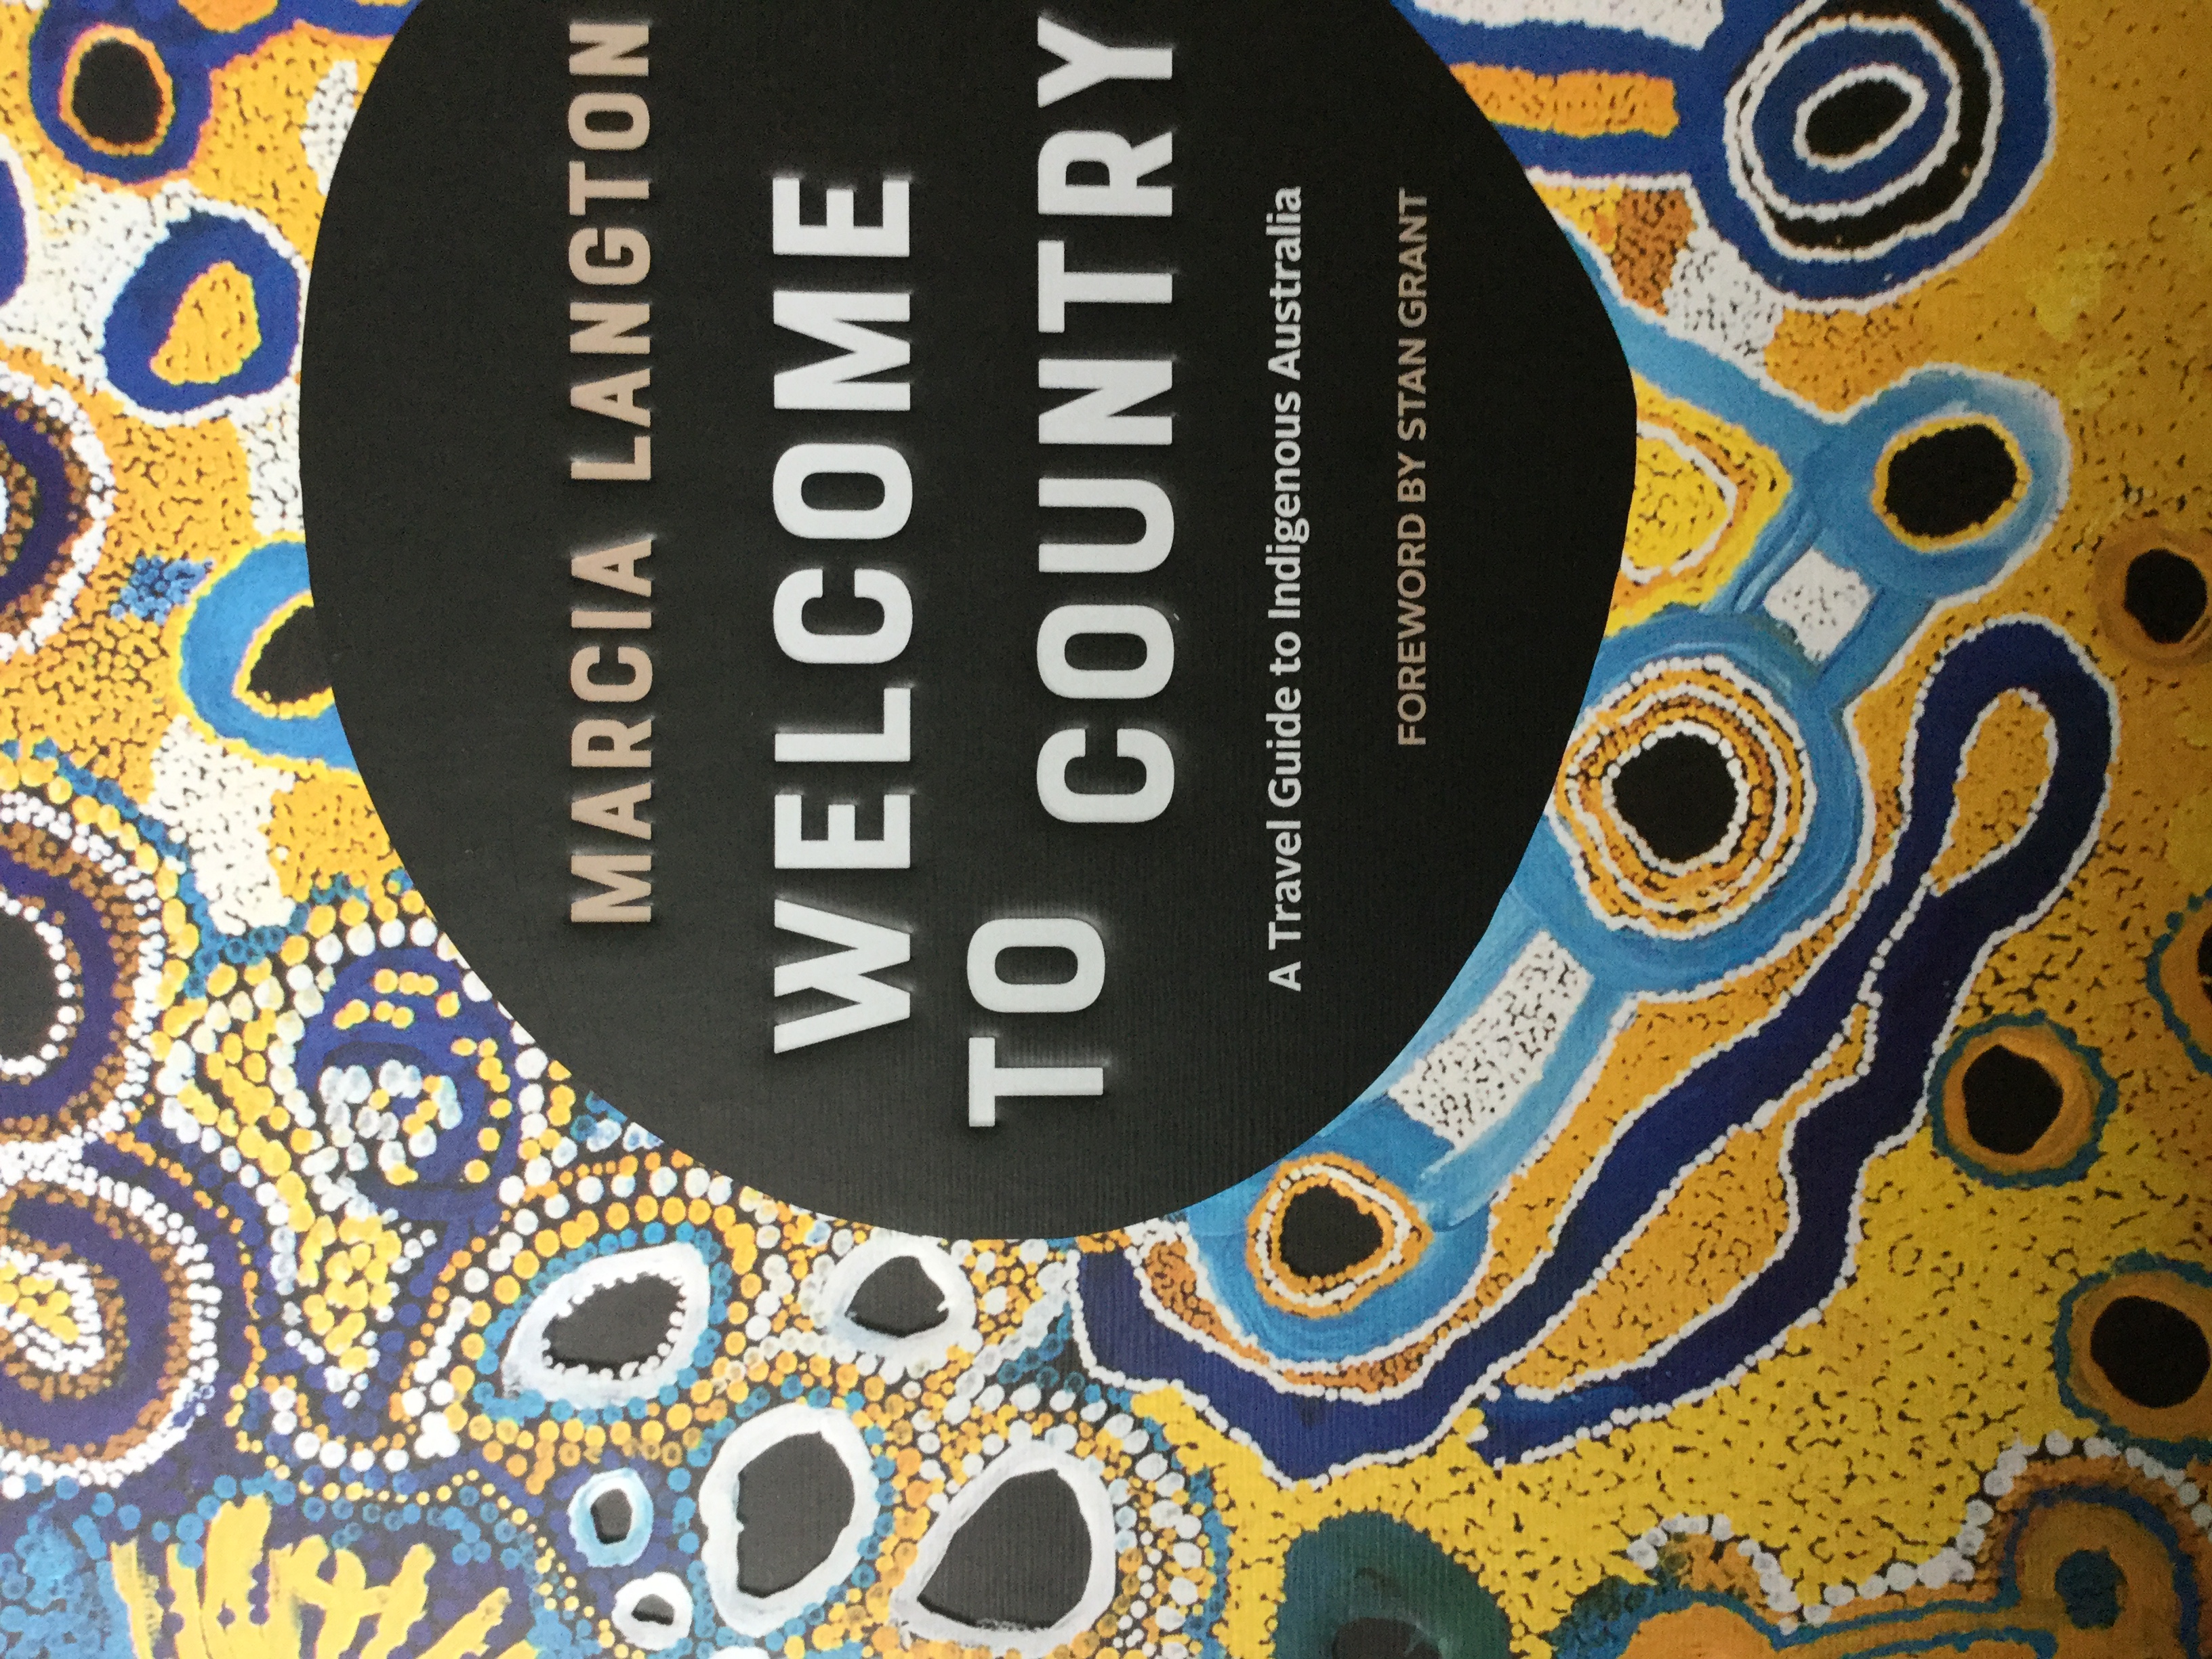 MARCIA LANGTON
WELCOME
TO COUNTRY
A Travel Guide to Indigenous Australia
FOREWORD BY STAN GRANT